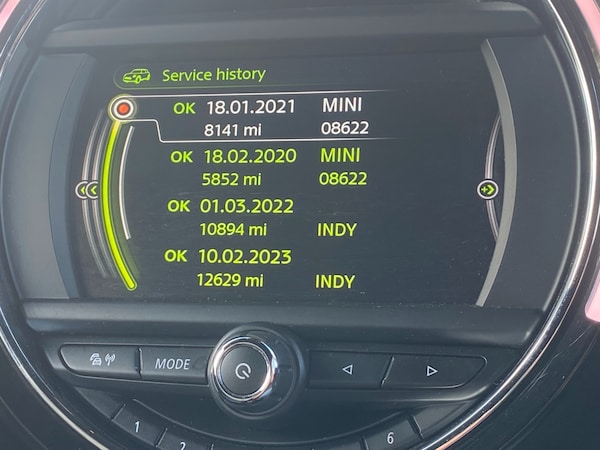 Service history
OK 18.01.2021 MINI
8141 mi 08622
OK 18.02.2020 MINI
5852 mi 08622
OK 01.03.2022
10894 mi INDY
OK 10.02.2023
12629 mi INDY
MODE
1 2 6